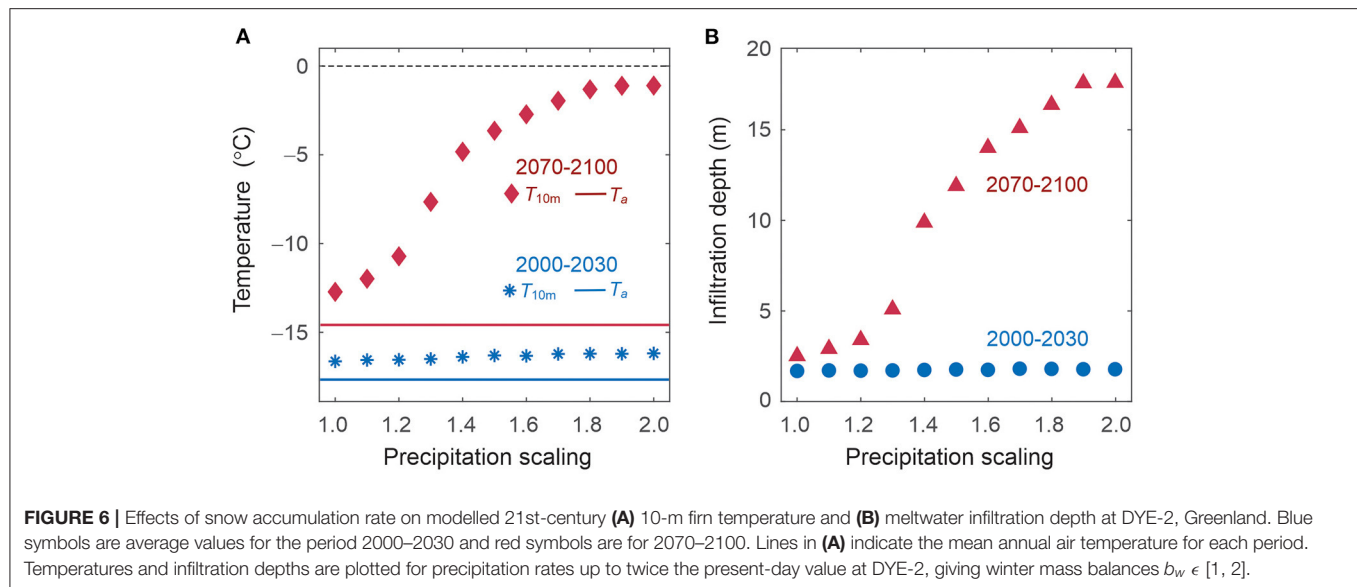 A
0
−5
−10
−15
Temperature (°C)
2070-2100
T10m Ta
2000-2030
T10m Ta
1.0 1.2 1.4 1.6 1.8 2.0
Precipitation scaling
B
20
15
10
5
0
Infiltration depth (m)
2070-2100
2000-2030
1.0 1.2 1.4 1.6 1.8 2.0
Precipitation scaling
FIGURE 6 | Effects of snow accumulation rate on modelled 21st-century (A) 10-m firn temperature and (B) meltwater infiltration depth at DYE-2, Greenland. Blue
symbols are average values for the period 2000–2030 and red symbols are for 2070–2100. Lines in (A) indicate the mean annual air temperature for each period.
Temperatures and infiltration depths are plotted for precipitation rates up to twice the present-day value at DYE-2, giving winter mass balances bw ϵ [1, 2].